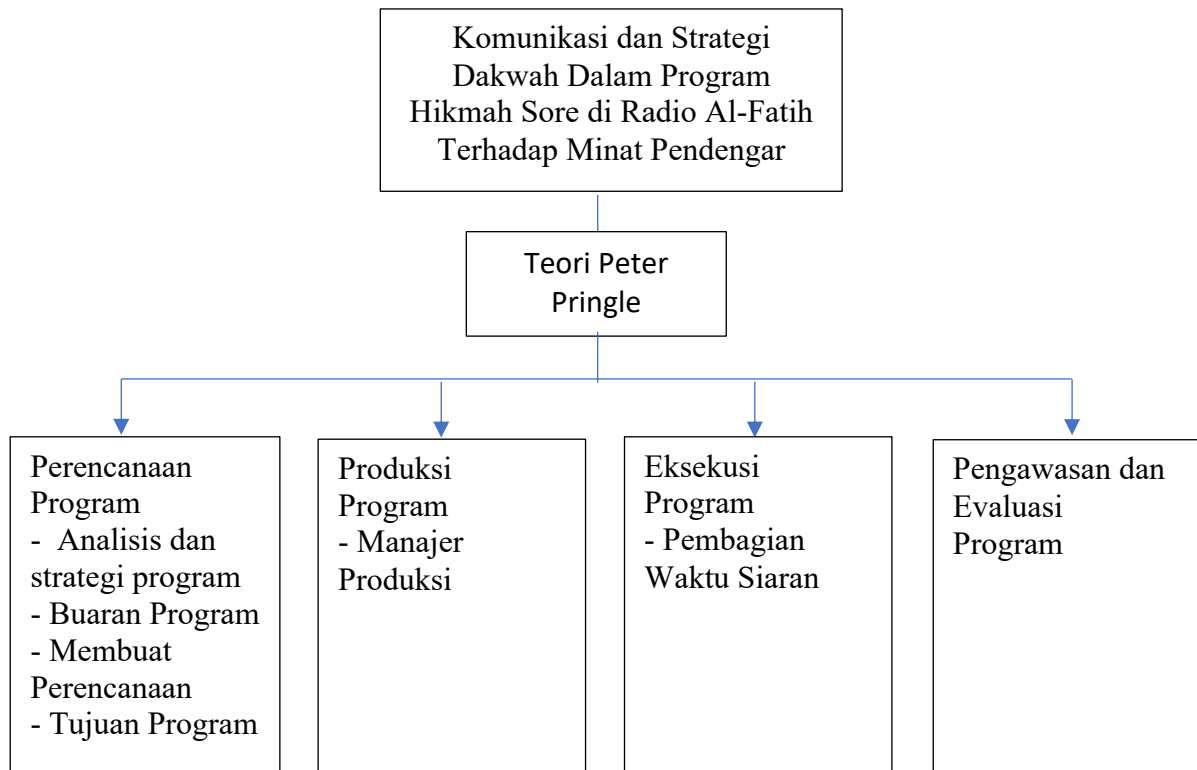 Komunikasi dan Strategi
Dakwah Dalam Program
Hikmah Sore di Radio Al-Fatih
Terhadap Minat Pendengar
Teori Peter
Pringle
Perencanaan
Program
- Analisis dan
strategi program
- Buaran Program
- Membuat
Perencanaan
- Tujuan Program
Produksi
Program
- Manajer
Produksi
Eksekusi
Program
- Pembagian
Waktu Siaran
Pengawasan dan
Evaluasi
Program